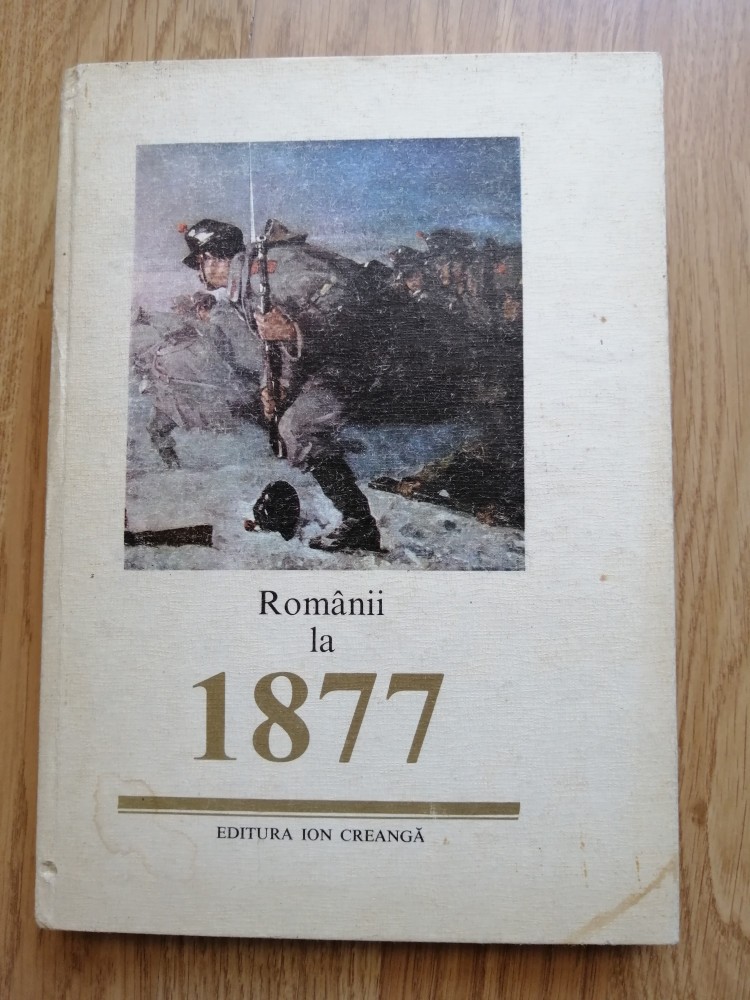 Românii
la
1877
EDITURA ION CREANGĂ